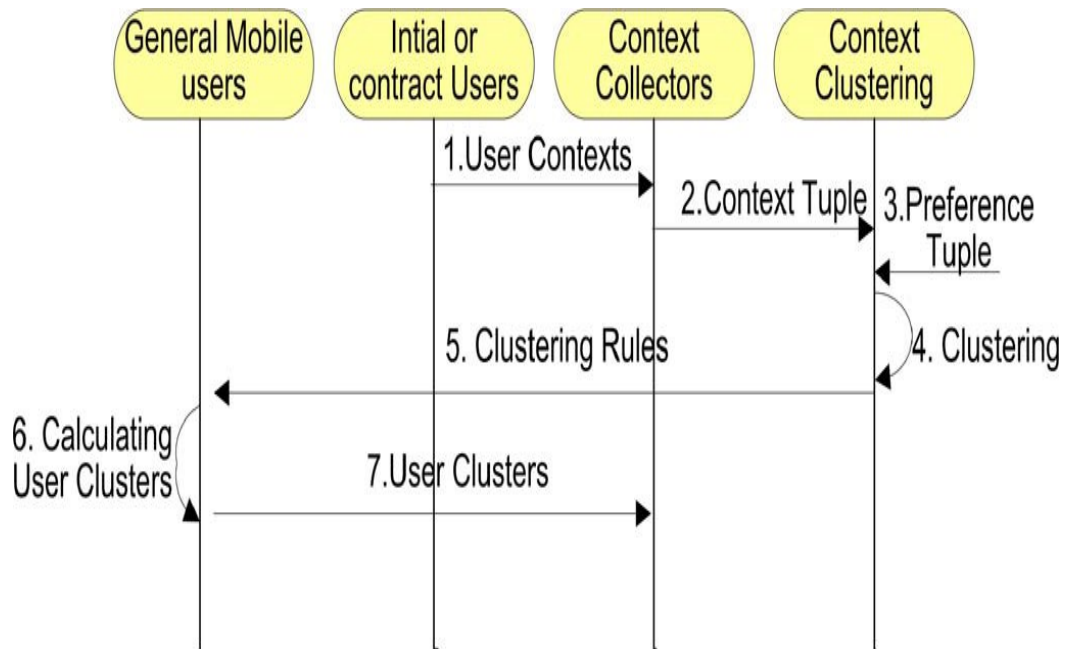 General Mobile
users
Intial or
contract Users
Context
Collectors
Context
Clustering
1.User Contexts
2.Context Tuple
3.Preference
Tuple
4. Clustering
5. Clustering Rules
6. Calculating
User Clusters
7.User Clusters